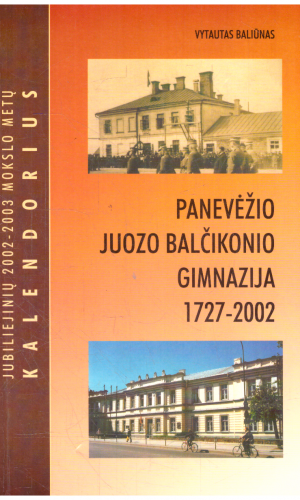 VYTAUTAS BALIŪNAS
PANEVĖŽIO
JUOZO BALČIKONIO
GIMNAZIJA
1727-2002
JUBILIEJINIŲ 2002-2003 MOKSLO METŲ
KALENDORIUS